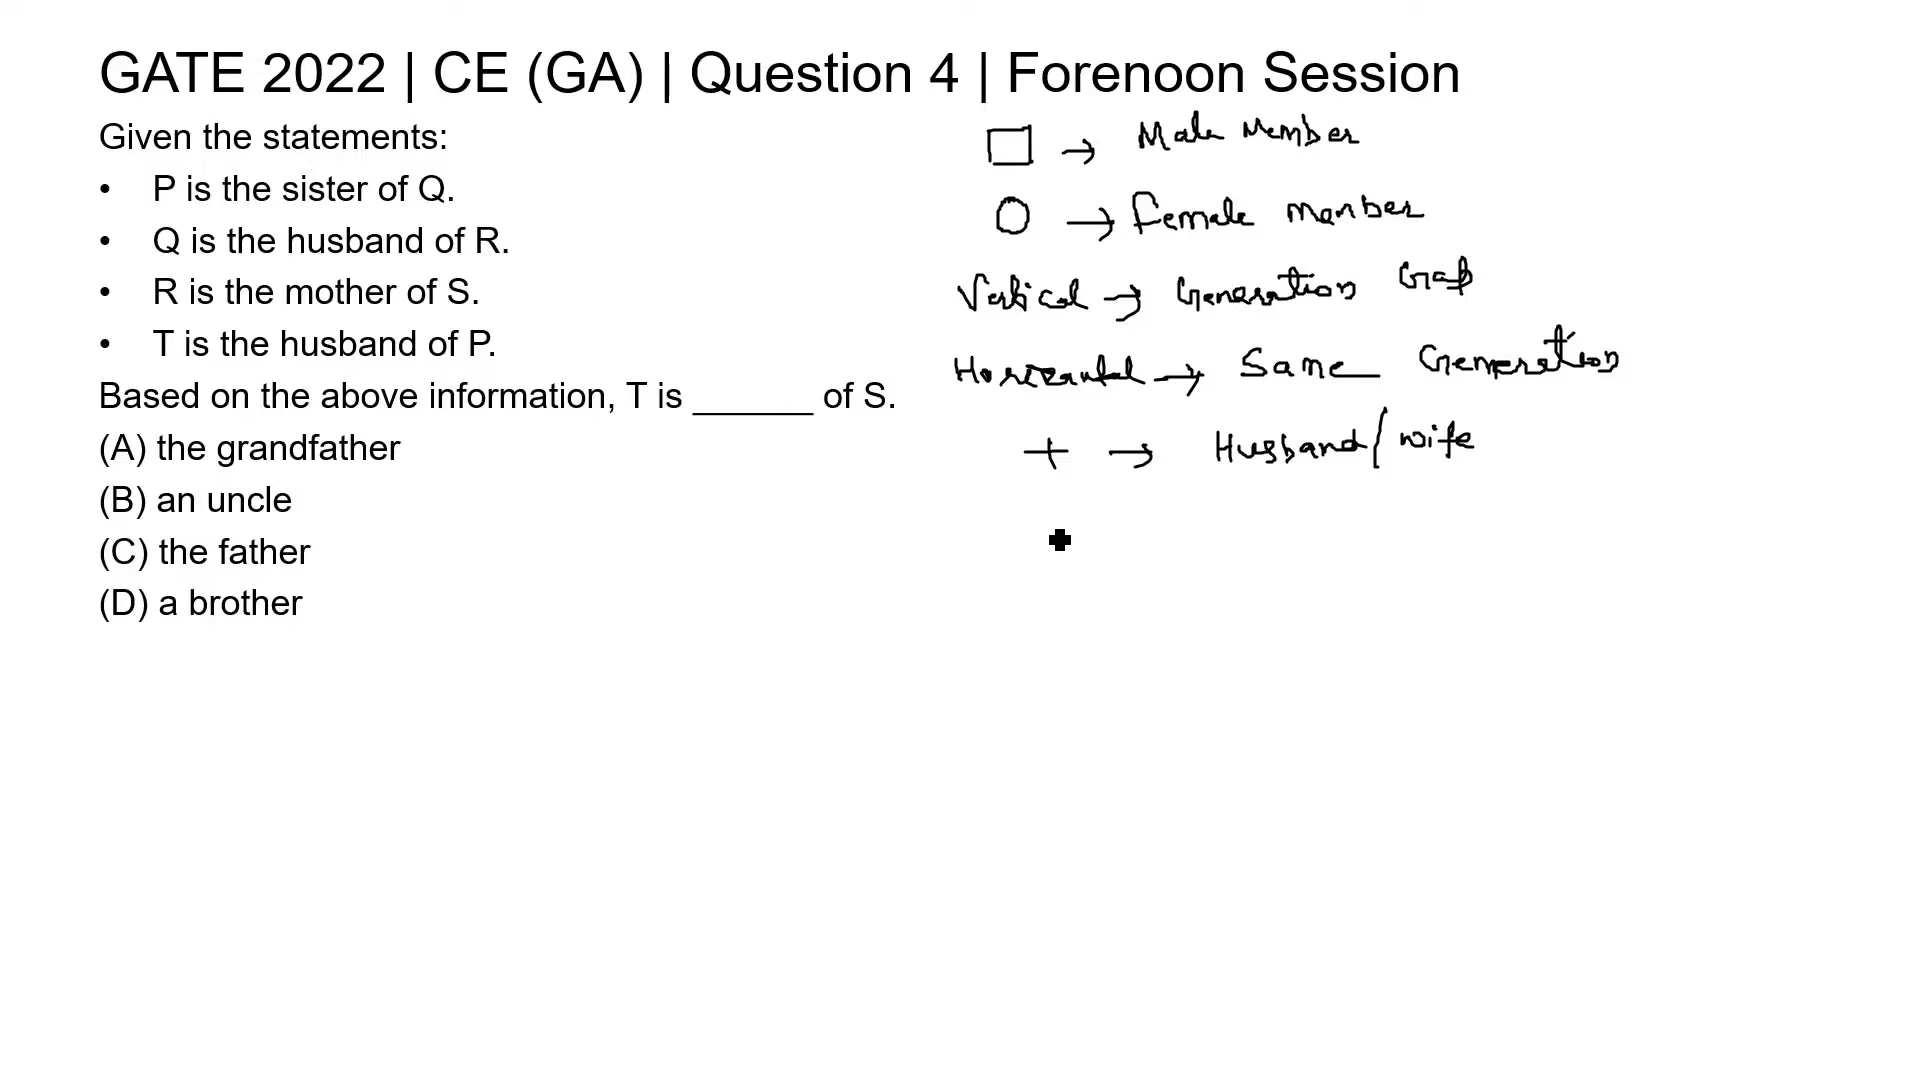 GATE 2022 | CE (GA) | Question 4 | Forenoon Session
Given the statements:
• P is the sister of Q.
• Q is the husband of R.
• R is the mother of S.
• T is the husband of P.
Based on the above information, T is ______ of S.
(A) the grandfather
(B) an uncle
(C) the father
(D) a brother
□ → Male Member
○ → Female member
Vertical → Generation Gap
Horizontal → Same Generation
+ → Husband/wife